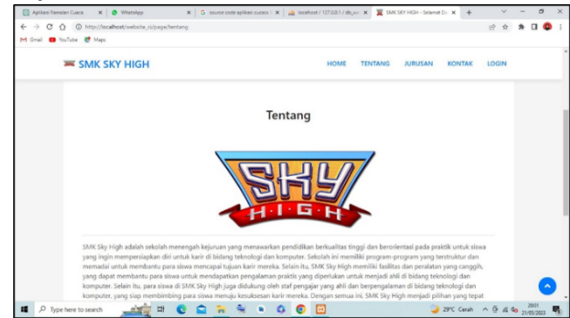 Aplikasi Ramalan Cuaca
WhatsApp
source code aplikasi cuaca
localhost / 127.0.0.1 /
SMK SKY HIGH - Selamat
http://localhost/website_rii/page/tentang
Gmail YouTube Maps
SMK SKY HIGH
HOME TENTANG JURUSAN KONTAK LOGIN
Tentang
SKY
HIGH
SMK Sky High adalah sekolah menengah kejuruan yang menawarkan pendidikan berkualitas tinggi dan berorientasi pada praktik untuk siswa
yang ingin mempersiapkan diri untuk karir di bidang teknologi dan komputer. Sekolah ini memiliki program-program yang terstruktur dan
memadai untuk membantu para siswa mencapai tujuan karir mereka. Selain itu, SMK Sky High memiliki fasilitas dan peralatan yang canggih,
yang dapat membantu para siswa untuk mendapatkan pengalaman praktis yang diperlukan untuk menjadi ahli di bidang teknologi dan
komputer. Selain itu, para siswa di SMK Sky High juga didukung oleh staf pengajar yang ahli dan berpengalaman di bidang teknologi dan
komputer, yang siap membimbing para siswa menuju kesuksesan karir mereka. Dengan semua ini, SMK Sky High menjadi pilihan yang tepat
Type here to search
29°C Cerah
20:01
21/05/2023